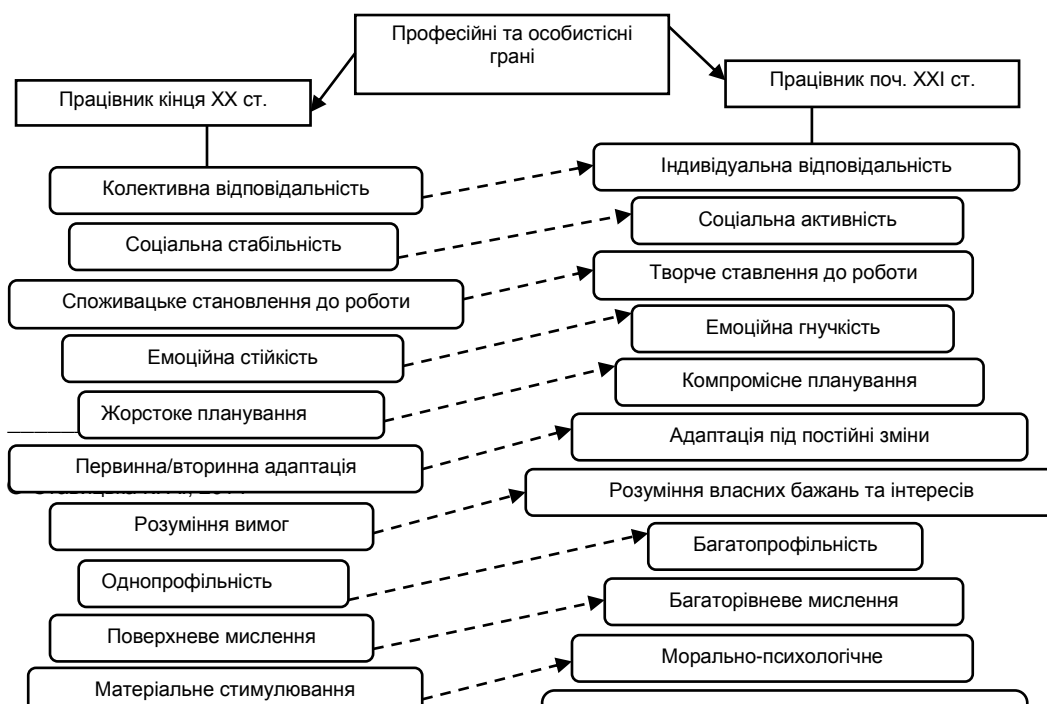 Професійні та особистісні
грані
Працівник кінця ХХ ст.
Працівник поч. ХХІ ст.
Колективна відповідальність
Індивідуальна відповідальність
Соціальна стабільність
Соціальна активність
Споживацьке становлення до роботи
Творче ставлення до роботи
Емоційна стійкість
Емоційна гнучкість
Жорстоке планування
Компромісне планування
Первинна/вторинна адаптація
Адаптація під постійні зміни
Розуміння вимог
Розуміння власних бажань та інтересів
Однопрофільність
Багатопрофільність
Поверхневе мислення
Багаторівневе мислення
Матеріальне стимулювання
Морально-психологічне